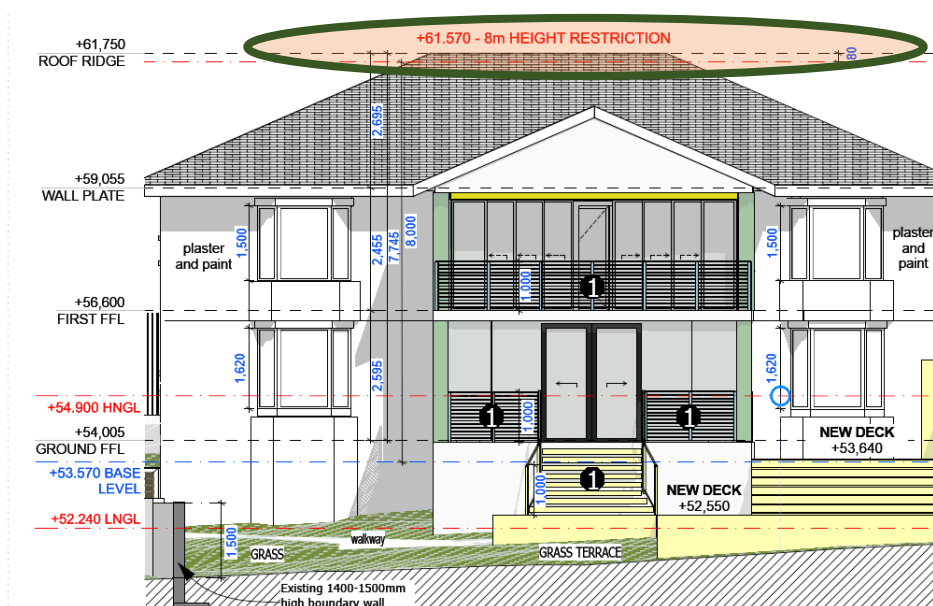 +61.570 - 8m HEIGHT RESTRICTION
+61,750
ROOF RIDGE
2,695
+59,055
WALL PLATE
1,500
2,455
7,745
8,000
1,500
plaster
and paint
plaster
and
paint
1,000
1
+56,600
FIRST FFL
1,620
2,595
1,620
+54.900 HNGL
1
1,000
1
+54,005
GROUND FFL
NEW DECK
+53,640
+53.570 BASE
LEVEL
1,000
1
NEW DECK
+52,550
+52.240 LNGL
1.500
walkway
GRASS
GRASS TERRACE
Existing 1400-1500mm
high boundary wall